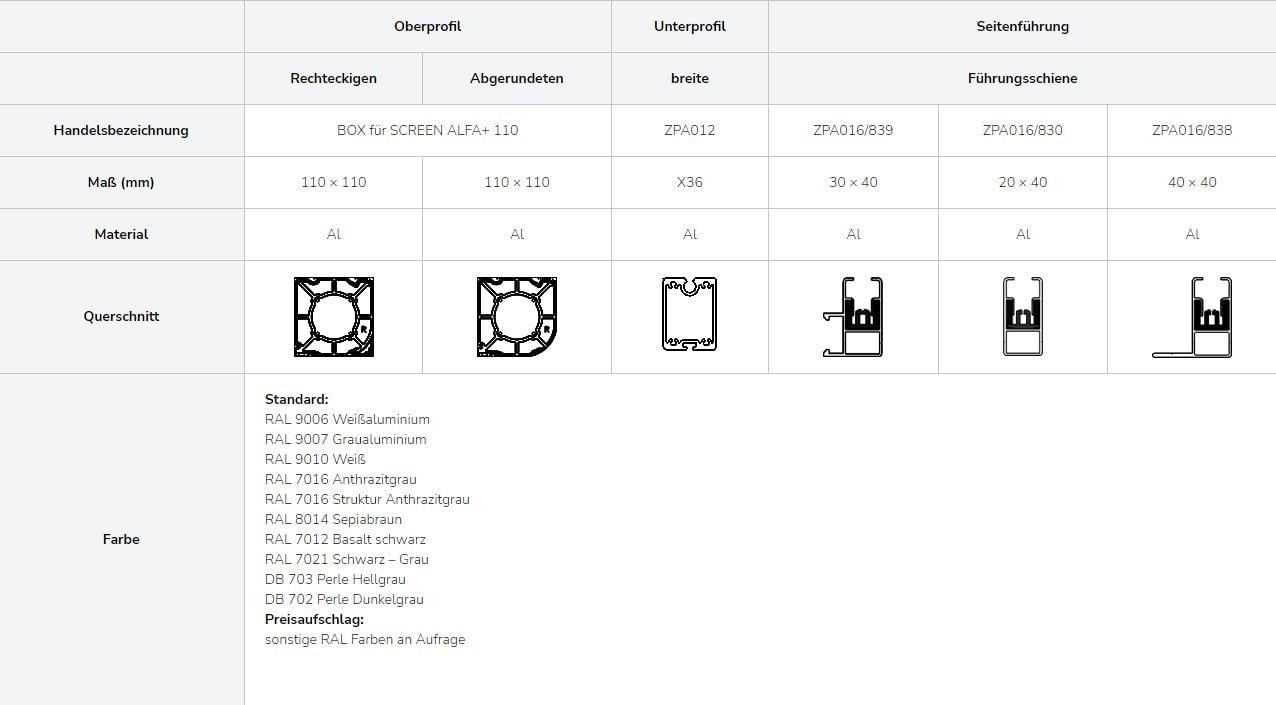 Oberprofil Unterprofil Seitenführung
Rechteckigen Abgerundeten breite Führungsschiene
Handelsbezeichnung BOX für SCREEN ALFA+ 110 ZPA012 ZPA016/839 ZPA016/830 ZPA016/838
Maß (mm) 110 × 110 110 × 110 X36 30 × 40 20 × 40 40 × 40
Material Al Al Al Al Al Al
Querschnitt R R
Farbe
Standard:
RAL 9006 Weißaluminium
RAL 9007 Graualuminium
RAL 9010 Weiß
RAL 7016 Anthrazitgrau
RAL 7016 Struktur Anthrazitgrau
RAL 8014 Sepiabraun
RAL 7012 Basalt schwarz
RAL 7021 Schwarz – Grau
DB 703 Perle Hellgrau
DB 702 Perle Dunkelgrau
Preisaufschlag:
sonstige RAL Farben an Aufrage